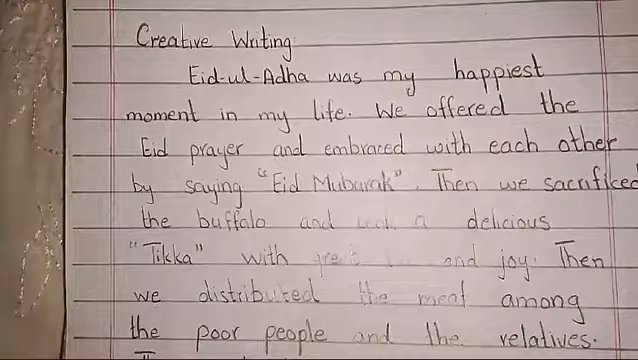 Creative Writing:
Eid-ul-Adha was my happiest
moment in my life. We offered the
Eid prayer and embraced with each other
by saying "Eid Mubarak". Then we sacrificed
the buffalo and a delicious
"Tikka" with and joy. Then
we distributed the meat among
the poor people and the relatives.